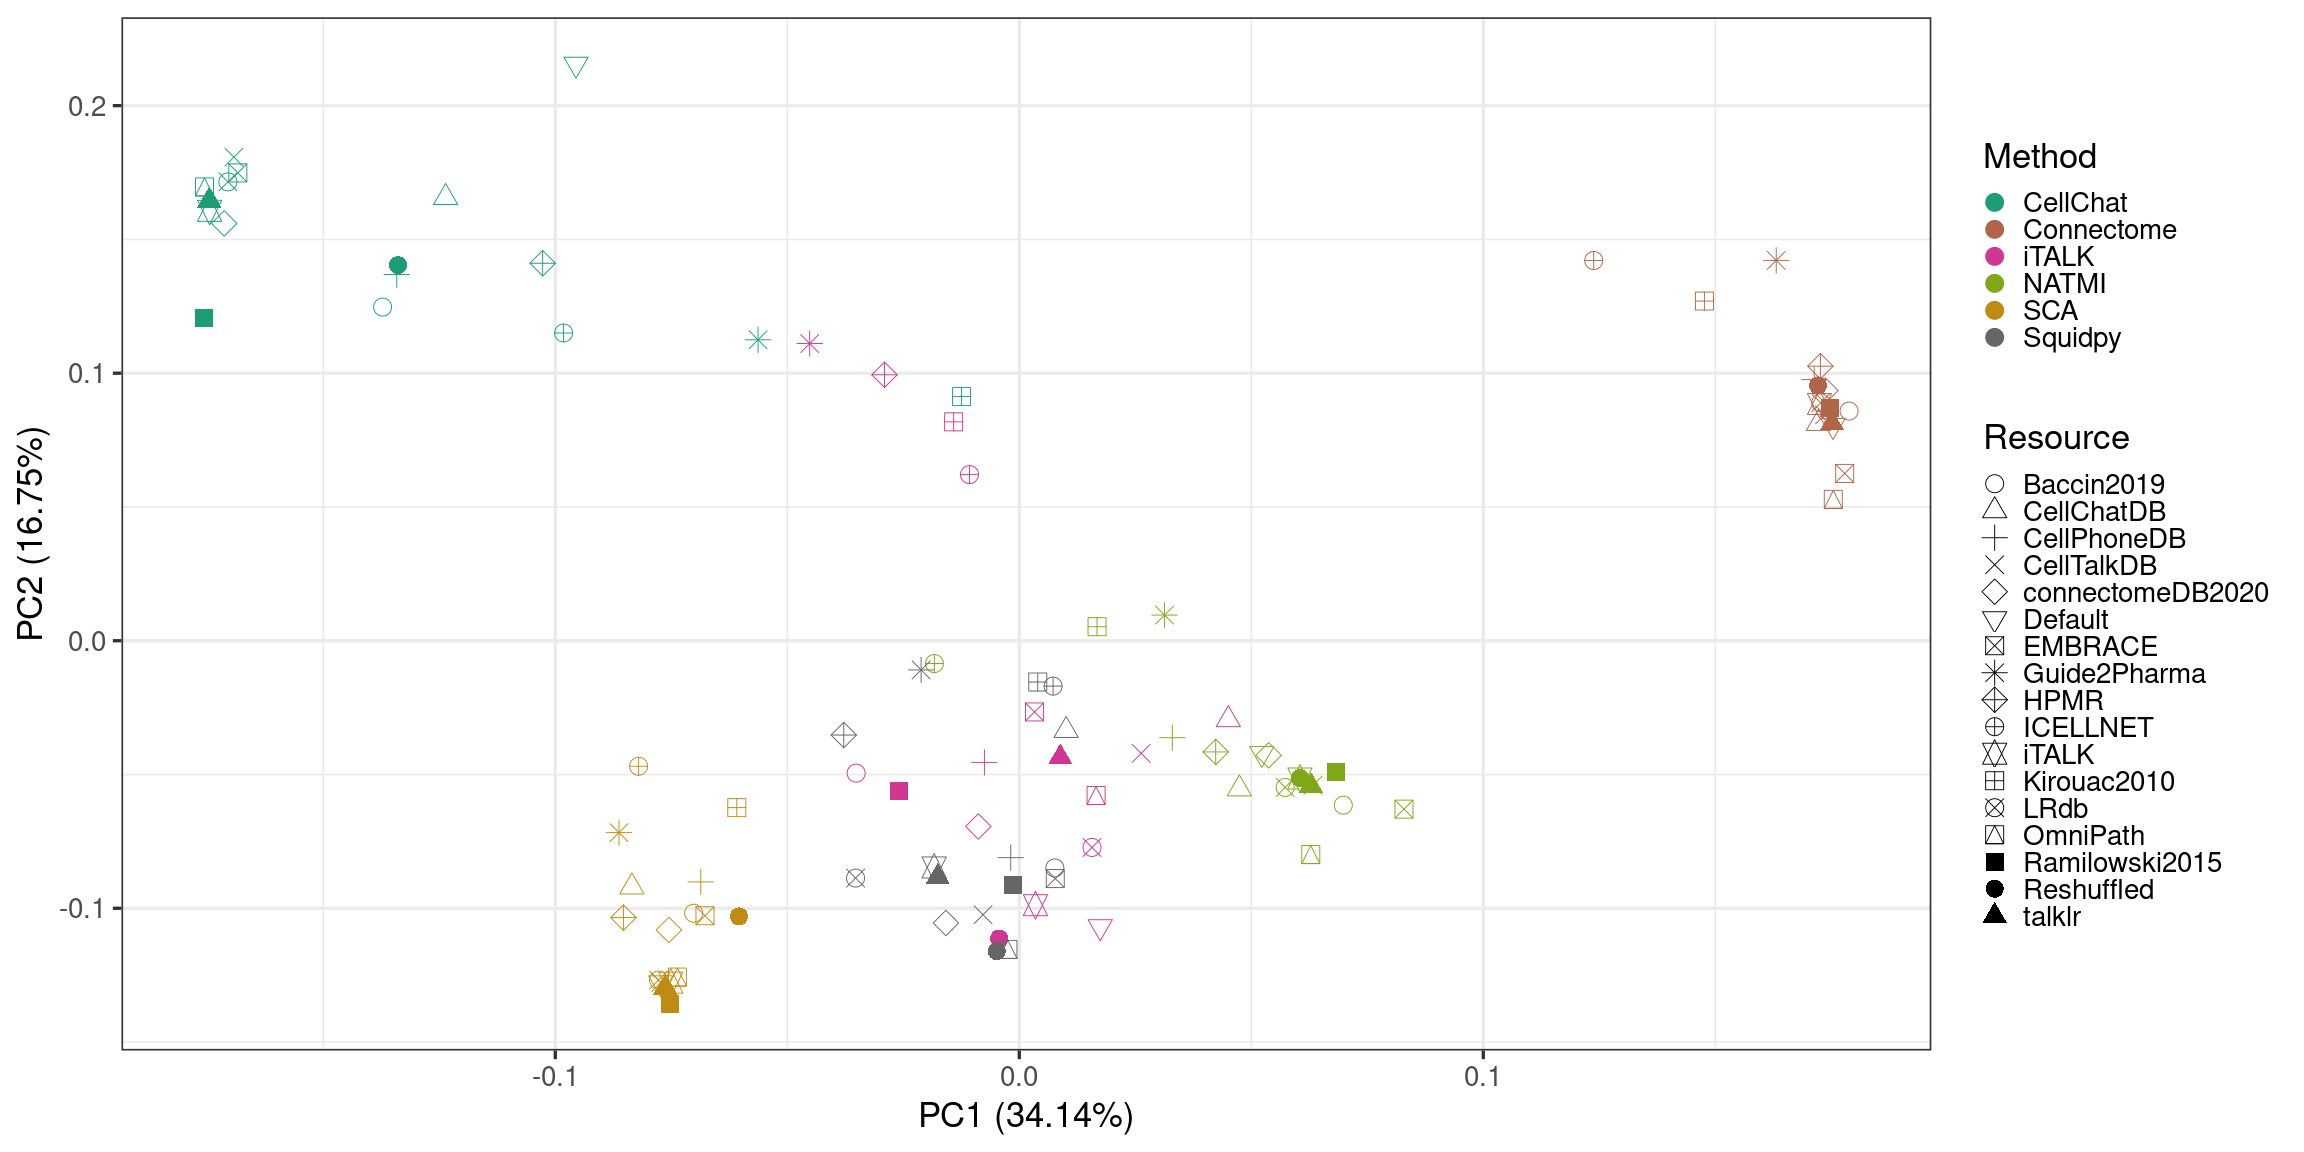 0.2
0.1
0.0
-0.1
PC2 (16.75%)
-0.1
0.0
0.1
PC1 (34.14%)
Method
CellChat
Connectome
iTALK
NATMI
SCA
Squidpy
Resource
Baccin2019
CellChatDB
CellPhoneDB
CellTalkDB
connectomeDB2020
Default
EMBRACE
Guide2Pharma
HPMR
ICELLNET
iTALK
Kirouac2010
LRdb
OmniPath
Ramilowski2015
Reshuffled
talklr